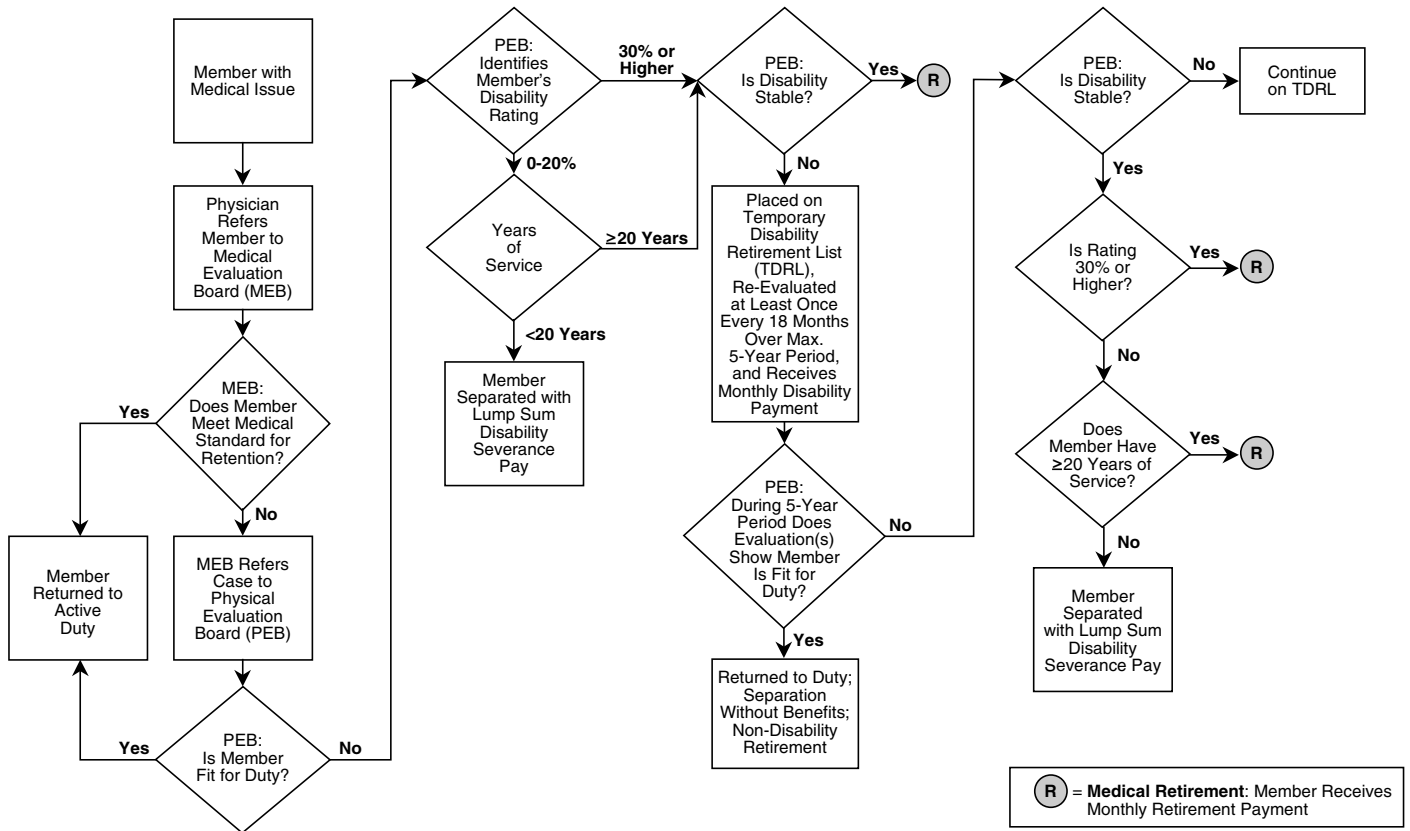 Member with
Medical Issue
Physician
Refers
Member to
Medical
Evaluation
Board (MEB)
MEB:
Does Member
Meet Medical
Standard for
Retention?
Yes
No
Member
Returned to
Active
Duty
MEB Refers
Case to
Physical
Evaluation
Board (PEB)
PEB:
Is Member
Fit for Duty?
Yes
No
PEB:
Identifies
Member's
Disability
Rating
30% or
Higher
0-20%
Years
of
Service
≥20 Years
<20 Years
Member
Separated with
Lump Sum
Disability
Severance
Pay
PEB:
Is Disability
Stable?
Yes
R
No
Placed on
Temporary
Disability
Retirement List
(TDRL),
Re-Evaluated
at Least Once
Every 18 Months
Over Max.
5-Year Period,
and Receives
Monthly Disability
Payment
PEB:
During 5-Year
Period Does
Evaluation(s)
Show Member
Is Fit for
Duty?
No
Yes
Returned to Duty;
Separation
Without Benefits;
Non-Disability
Retirement
PEB:
Is Disability
Stable?
No
Continue
on TDRL
Yes
Is Rating
30% or
Higher?
Yes
R
No
Does
Member Have
≥20 Years of
Service?
Yes
R
No
Member
Separated
with Lump Sum
Disability
Severance Pay
R = Medical Retirement: Member Receives
Monthly Retirement Payment